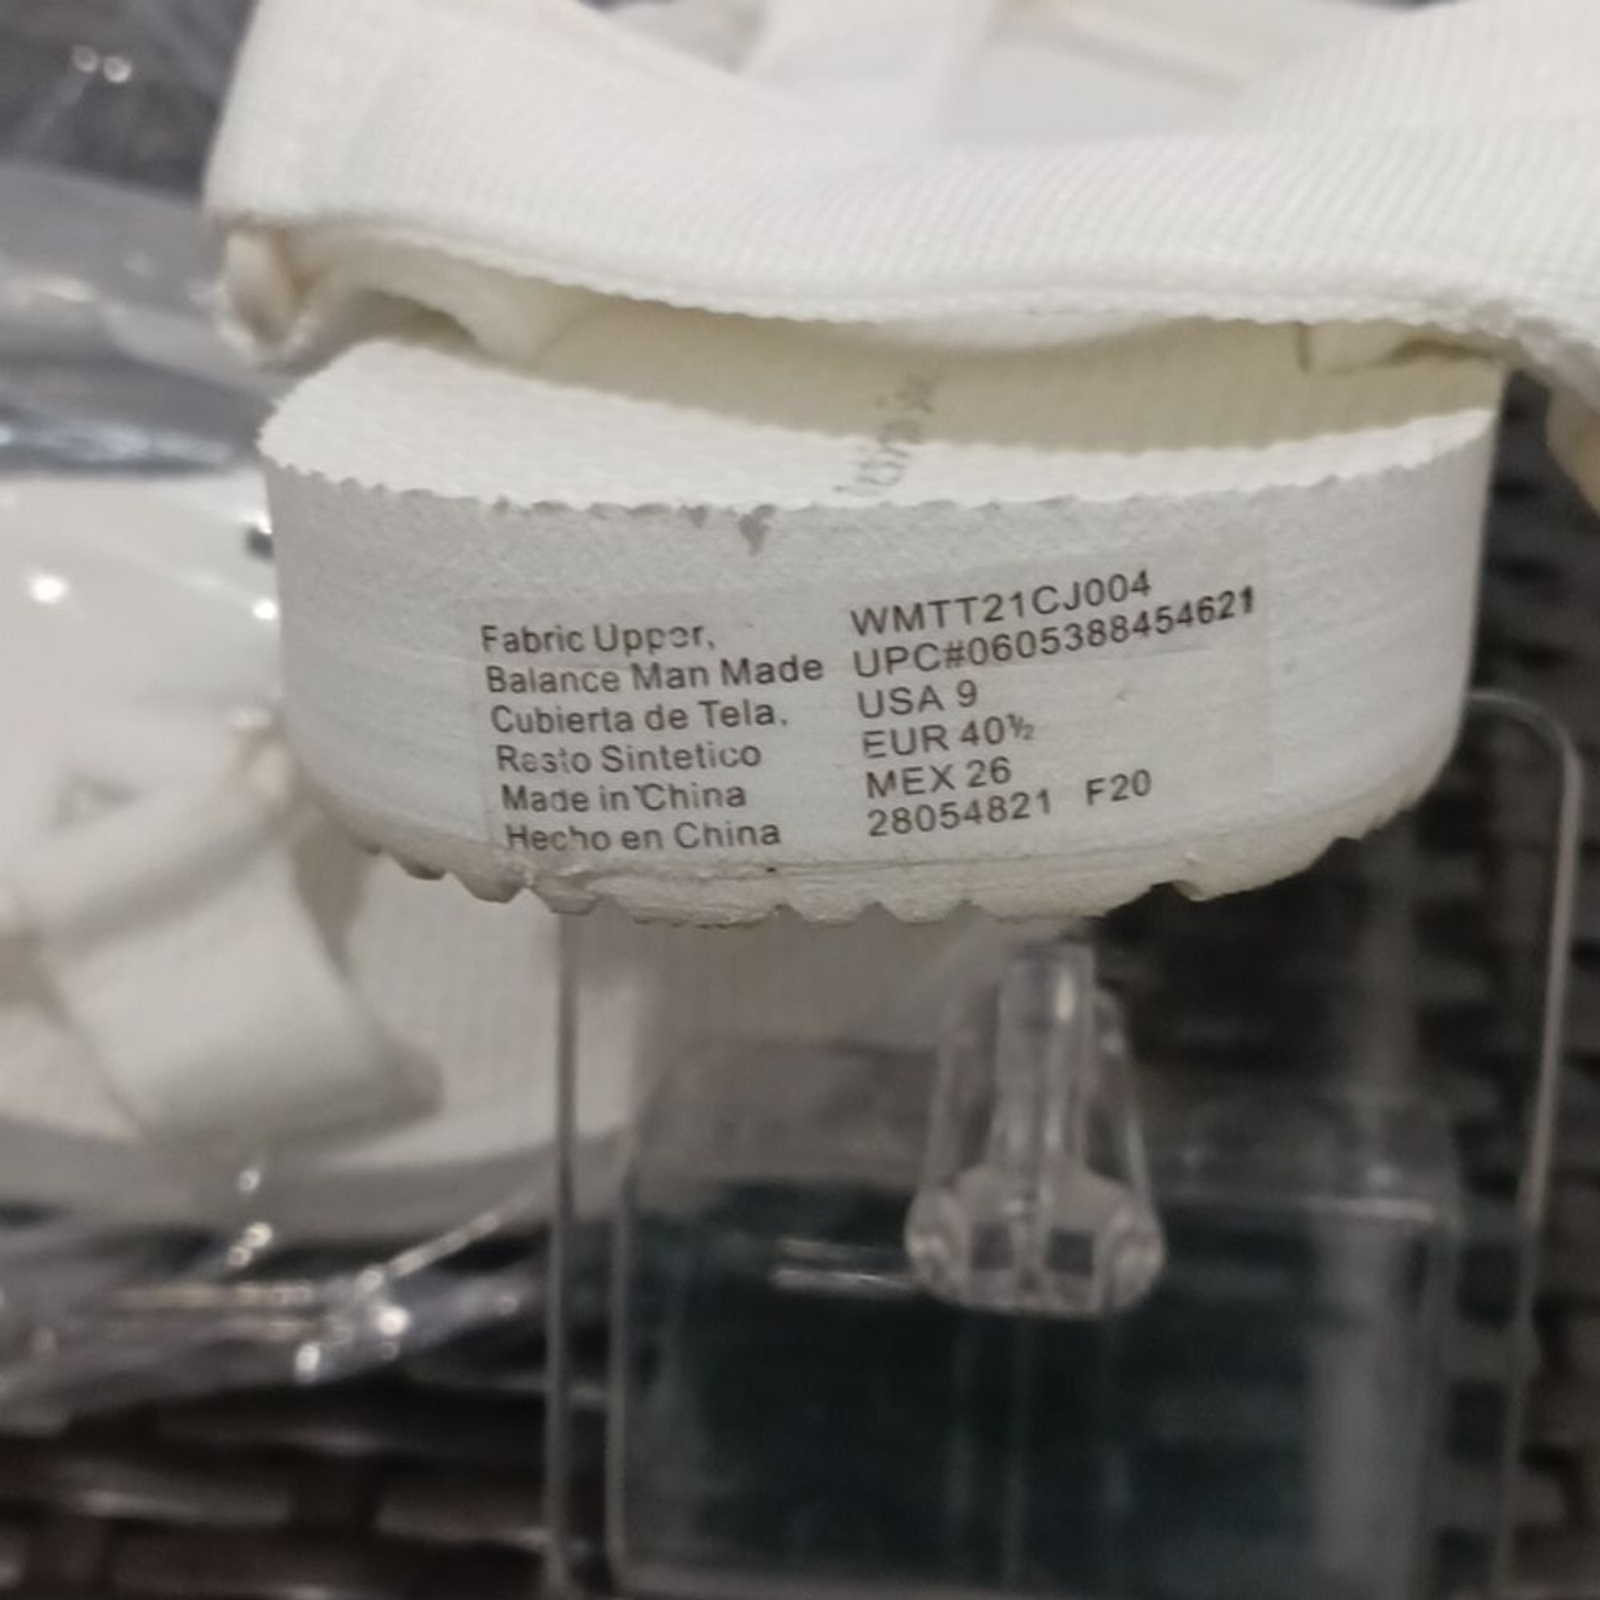 Fabric Upper,
Balance Man Made
Cubierta de Tela,
Resto Sintetico
Made in China
Hecho en China
WMTT21CJ004
UPC#0605388454621
USA 9
EUR 40½
MEX 26
28054821 F20